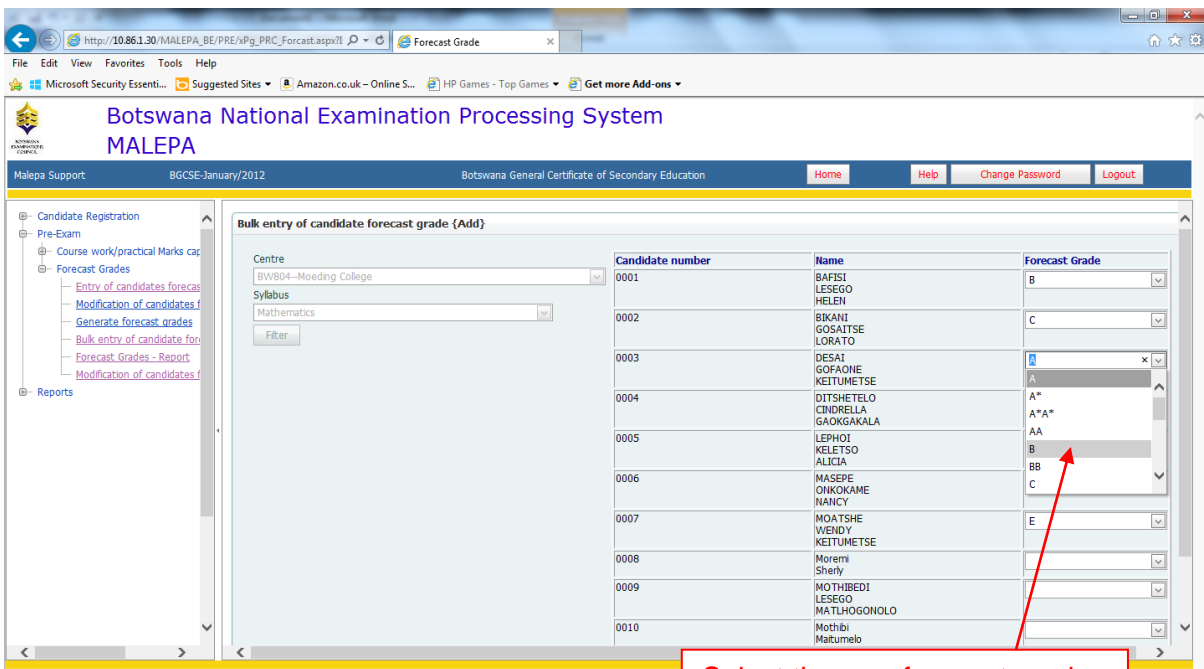 http://10.86.1.30/MALEPA_BE/PRE/xPg_PRC_Forcast.aspx?I
Forecast Grade
File Edit View Favorites Tools Help
Microsoft Security Essenti... Suggested Sites Amazon.co.uk – Online S... HP Games - Top Games Get more Add-ons
Botswana National Examination Processing System
MALEPA
BOTSWANA
EXAMINATIONS
COUNCIL
Malepa Support BGCSE-January/2012 Botswana General Certificate of Secondary Education Home Help Change Password Logout
Candidate Registration
Pre-Exam
Course work/practical Marks cap
Forecast Grades
Entry of candidates forecas
Modification of candidates f
Generate forecast grades
Bulk entry of candidate for
Forecast Grades - Report
Modification of candidates f
Reports
Bulk entry of candidate forecast grade {Add}
Centre
BW804--Moeding College
Syllabus
Mathematics
Filter
Candidate number Name Forecast Grade
0001 BAFISI B
LESEGO
HELEN
0002 BIKANI C
GOSAITSE
LORATO
0003 DESAI A
GOFAONE
KEITUMETSE
A
A*
A*A*
AA
B
BB
C
0004 DITSHETELO
CINDRELLA
GAOKGAKALA
0005 LEPHOI
KELETSO
ALICIA
0006 MASEPE
ONKOKAME
NANCY
0007 MOATSHE E
WENDY
KEITUMETSE
0008 Moremi
Sherly
0009 MOTHIBEDI
LESEGO
MATLHOGONOLO
0010 Mothibi
Maitumelo